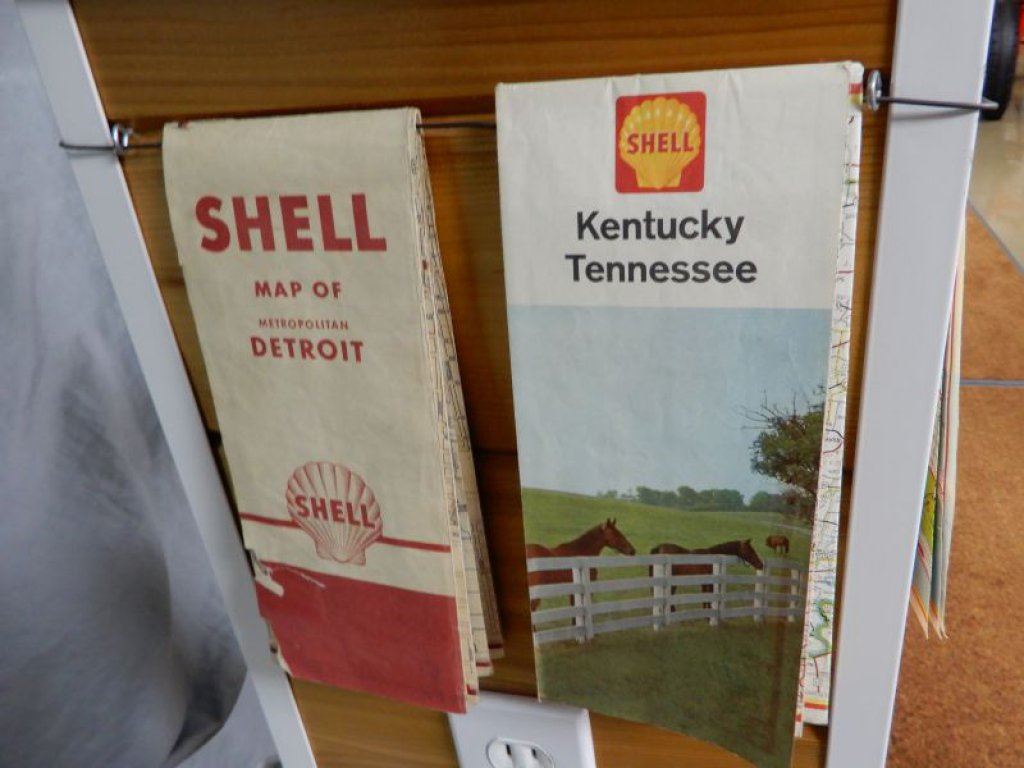 SHELL
MAP OF
METROPOLITAN
DETROIT
SHELL
SHELL
Kentucky
Tennessee